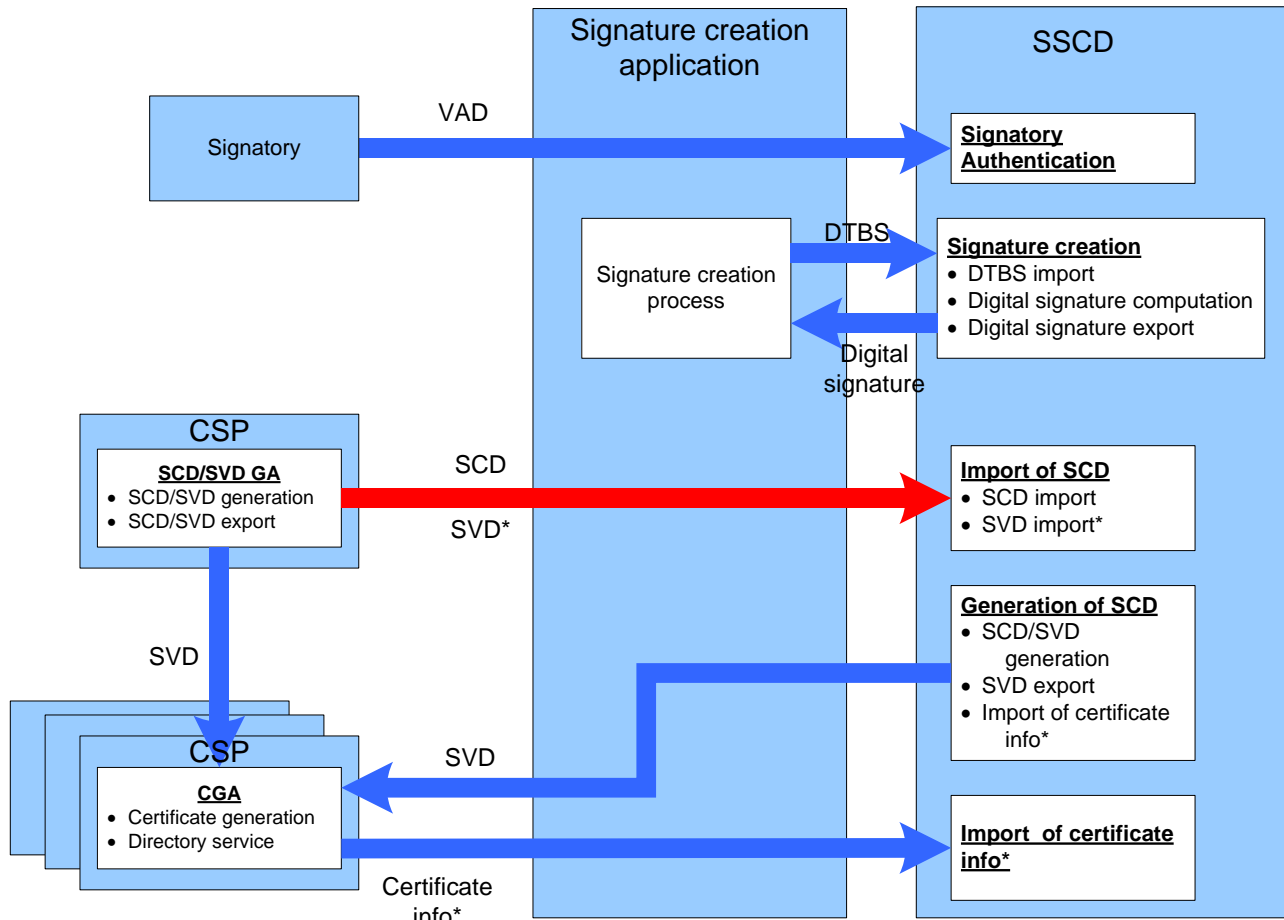 Signature creation
application
SSCD
Signatory
VAD
Signatory
Authentication
Signature creation
process
DTBS
Digital
signature
Signature creation
• DTBS import
• Digital signature computation
• Digital signature export
CSP
SCD/SVD GA
• SCD/SVD generation
• SCD/SVD export
SCD
SVD*
Import of SCD
• SCD import
• SVD import*
SVD
Generation of SCD
• SCD/SVD
generation
• SVD export
• Import of certificate
info*
CSP
CGA
• Certificate generation
• Directory service
SVD
Certificate
info*
Import of certificate
info*